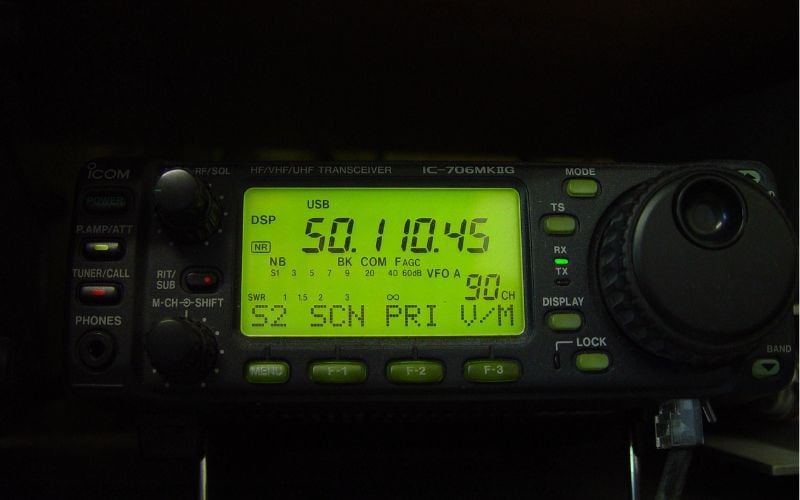 ICOM
HF/VHF/UHF TRANSCEIVER
IC-706MKIIG
RF/SQL
POWER
P.AMP/ATT
TUNER/CALL
PHONES
RIT/
SUB
M-CH
SHIFT
USB
DSP
50.110.45
NR
NB BK COM FAGC
S1 3 5 7 9 20 40 60dB VFO A
90 CH
SWR 1 1.5 2 3 ∞
S2 SCN PRI V/M
MENU F-1 F-2 F-3
MODE
TS
RX
TX
DISPLAY
LOCK
BAND